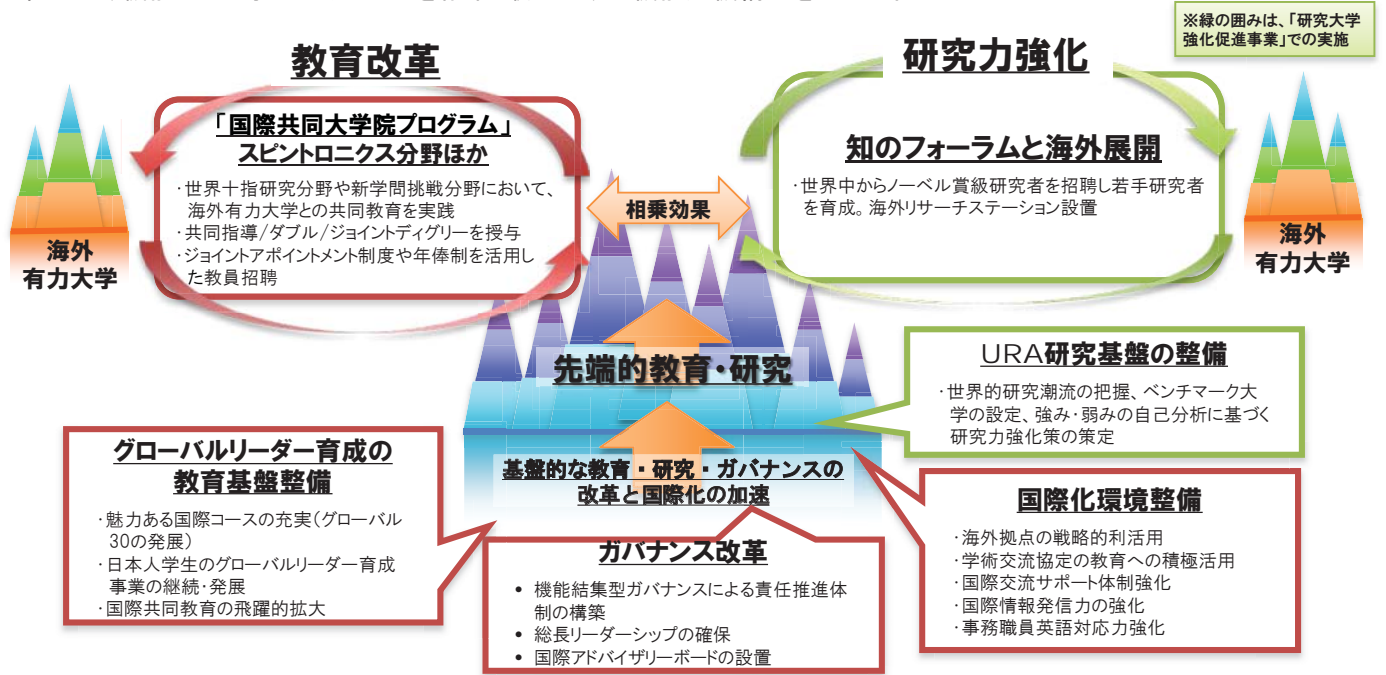 ※緑の囲みは、「研究大学
強化促進事業」での実施
教育改革
研究力強化
「国際共同大学院プログラム」
スピントロニクス分野ほか
・世界十指研究分野や新学問挑戦分野において、
海外有力大学との共同教育を実践
・共同指導/ダブル/ジョイントディグリーを授与
・ジョイントアポイントメント制度や年俸制を活用し
た教員招聘
相乗効果
知のフォーラムと海外展開
・世界中からノーベル賞級研究者を招聘し若手研究者
を育成。海外リサーチステーション設置
海外
有力大学
海外
有力大学
先端的教育・研究
URA研究基盤の整備
・世界的研究潮流の把握、ベンチマーク大
学の設定、強み・弱みの自己分析に基づく
研究力強化策の策定
基盤的な教育・研究・ガバナンスの
改革と国際化の加速
グローバルリーダー育成の
教育基盤整備
・魅力ある国際コースの充実(グローバル
30の発展)
・日本人学生のグローバルリーダー育成
事業の継続・発展
・国際共同教育の飛躍的拡大
ガバナンス改革
• 機能結集型ガバナンスによる責任推進体
制の構築
• 総長リーダーシップの確保
• 国際アドバイザリーボードの設置
国際化環境整備
・海外拠点の戦略的利活用
・学術交流協定の教育への積極活用
・国際交流サポート体制強化
・国際情報発信力の強化
・事務職員英語対応力強化